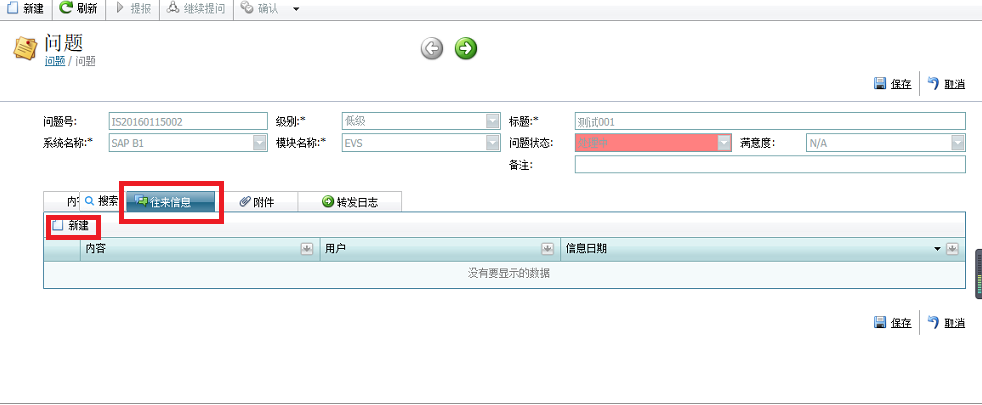 新建 刷新 提报 继续提问 确认
问题
问题 / 问题
保存 取消
问题号: IS20160115002 级别:* 低级 标题:* 测试001
系统名称:* SAP B1 模块名称:* EVS 问题状态: 满意度: N/A
备注:
内 搜索 往来信息 附件 转发日志
新建
内容 用户 信息日期
没有要显示的数据
保存 取消